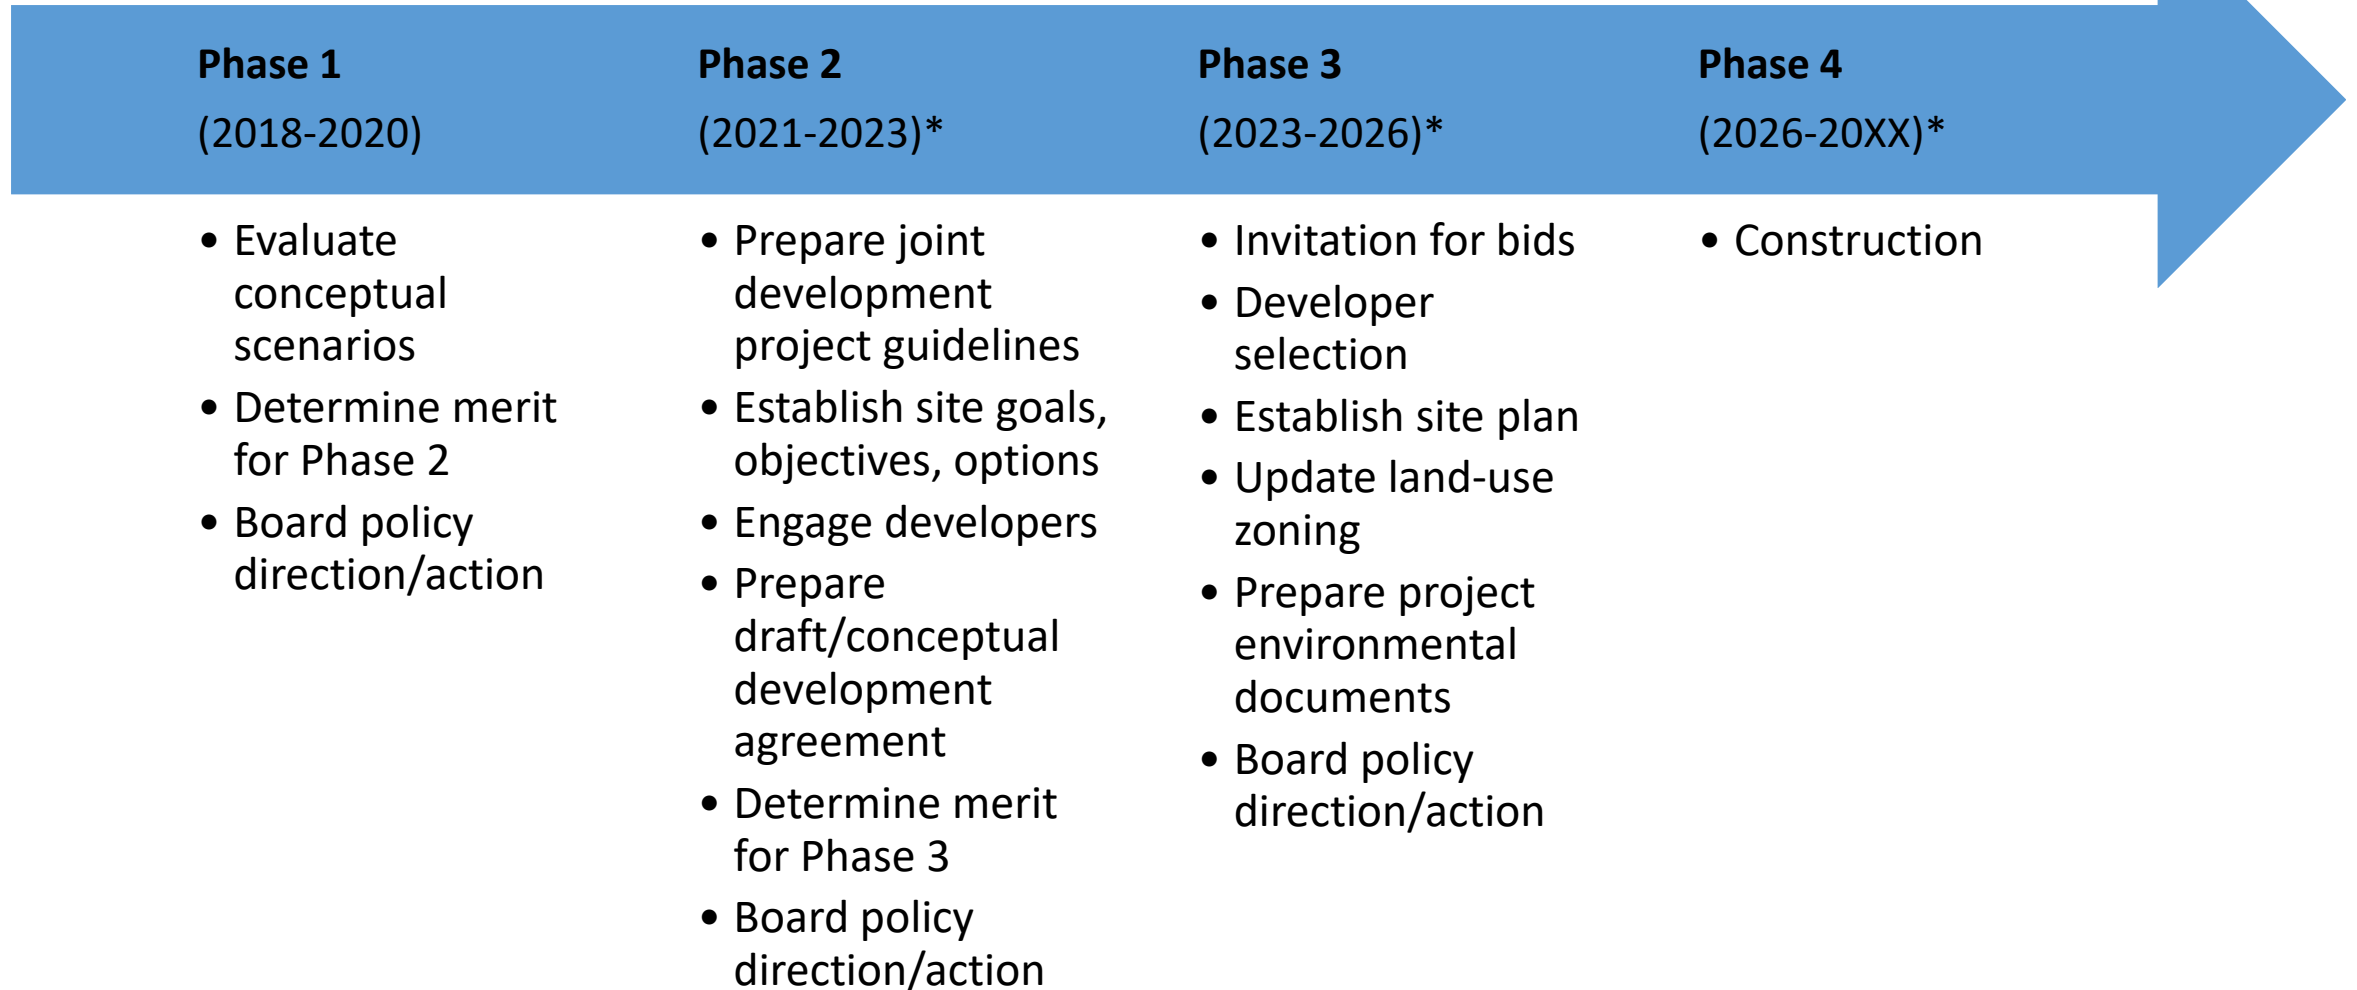 Phase 1
(2018-2020)
• Evaluate
conceptual
scenarios
• Determine merit
for Phase 2
• Board policy
direction/action
Phase 2
(2021-2023)*
• Prepare joint
development
project guidelines
• Establish site goals,
objectives, options
• Engage developers
• Prepare
draft/conceptual
development
agreement
• Determine merit
for Phase 3
• Board policy
direction/action
Phase 3
(2023-2026)*
• Invitation for bids
• Developer
selection
• Establish site plan
• Update land-use
zoning
• Prepare project
environmental
documents
• Board policy
direction/action
Phase 4
(2026-20XX)*
• Construction